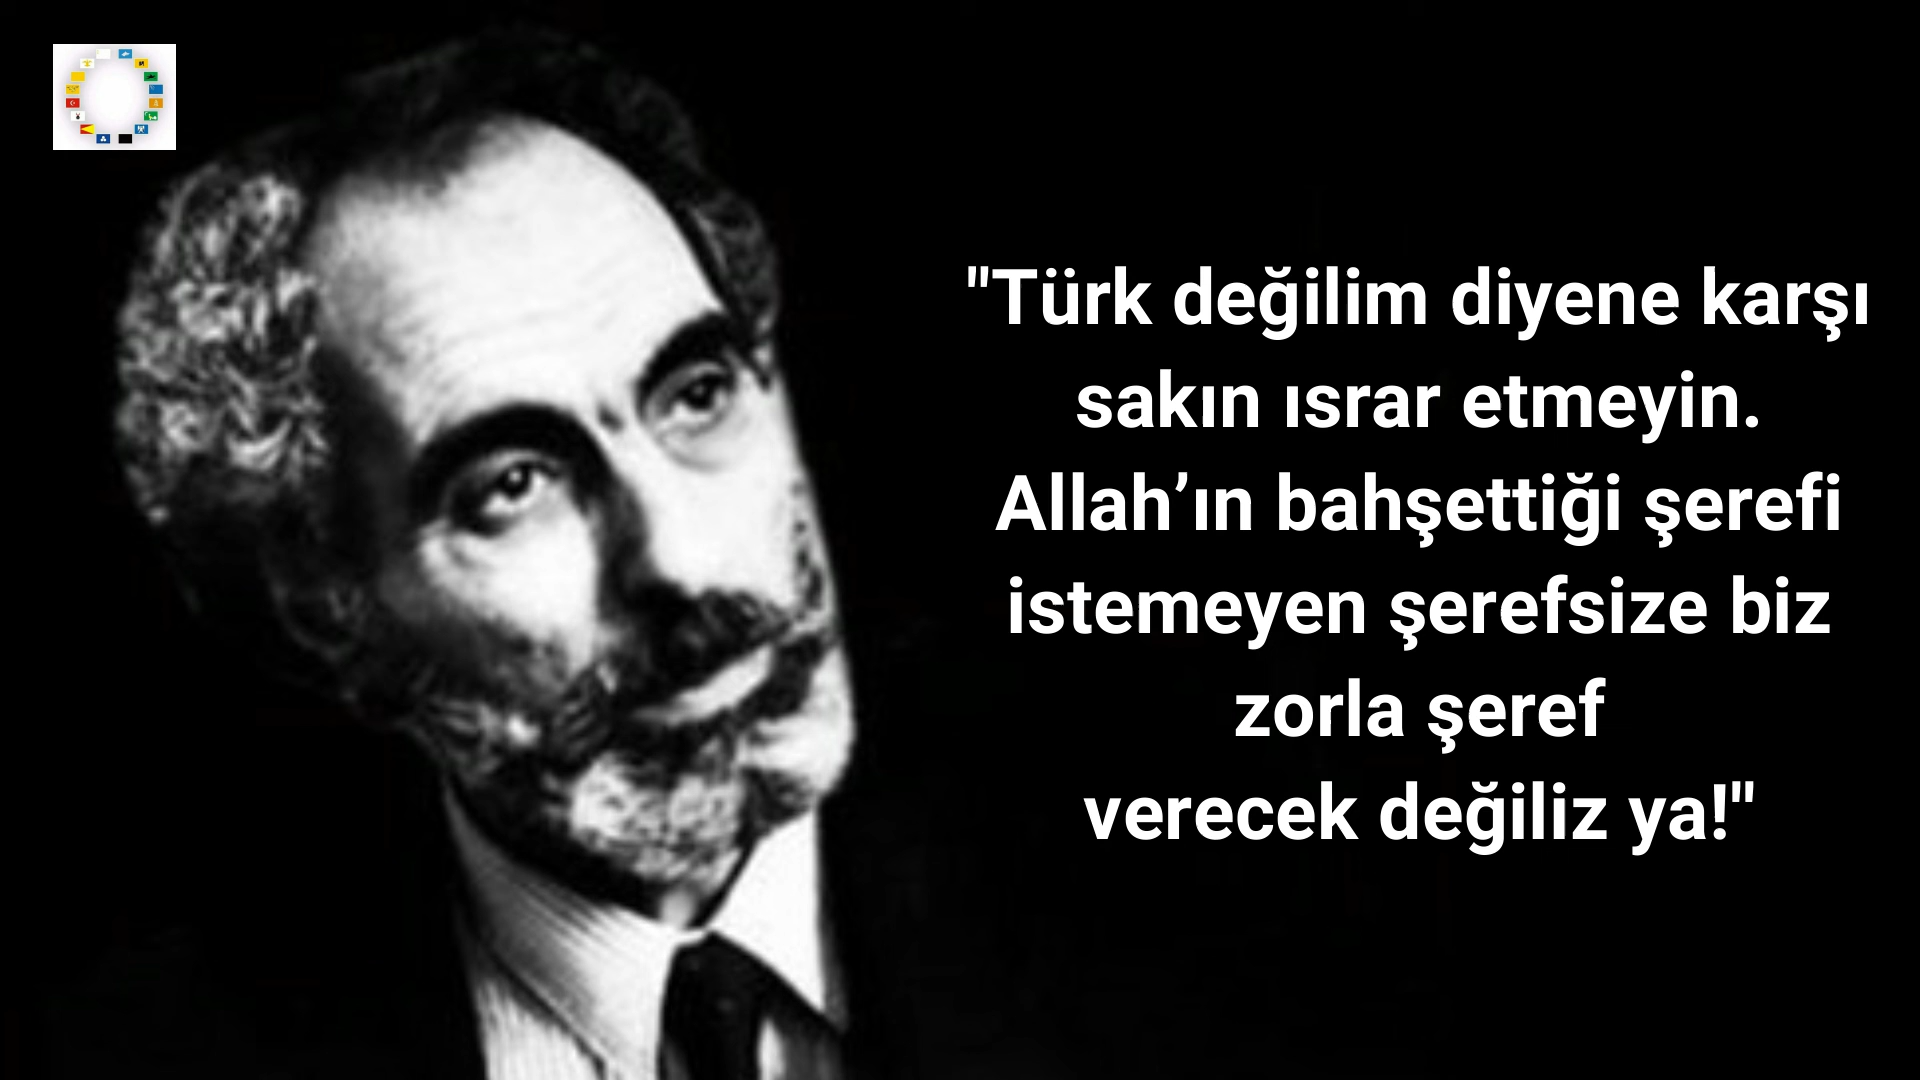 "Türk değilim diyene karşı
sakın ısrar etmeyin.
Allah’ın bahşettiği şerefi
istemeyen şerefsize biz
zorla şeref
verecek değiliz ya!"